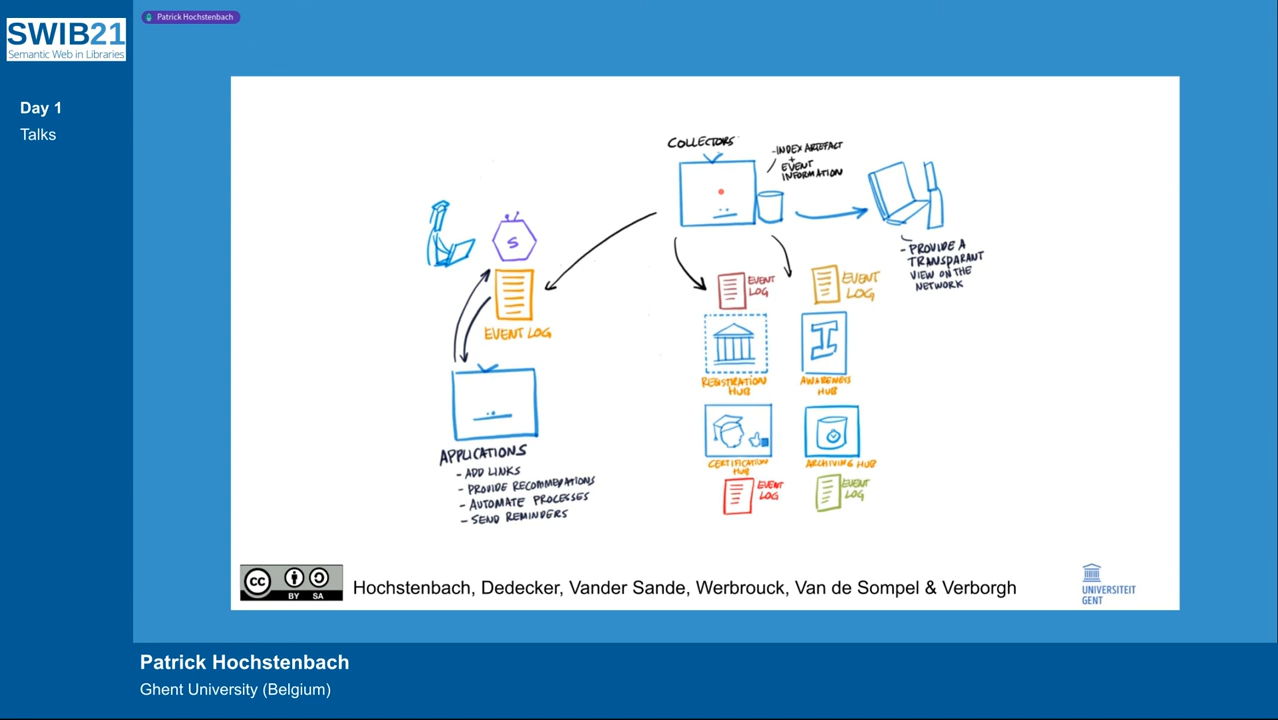 Patrick Hochstenbach
SWIB21
Semantic Web in Libraries
Day 1
Talks
COLLECTORS
- INDEX ARTEFACT
+
EVENT
INFORMATION
S
EVENT LOG
- PROVIDE A
TRANSPARANT
VIEW ON THE
NETWORK
EVENT
LOG
EVENT
LOG
REGISTRATION
HUB
AWARENESS
HUB
CERTIFICATION
HUB
ARCHIVING HUB
EVENT
LOG
EVENT
LOG
APPLICATIONS
- ADD LINKS
- PROVIDE RECOMMENDATIONS
- AUTOMATE PROCESSES
- SEND REMINDERS
cc
BY SA
Hochstenbach, Dedecker, Vander Sande, Werbrouck, Van de Sompel & Verborgh
UNIVERSITEIT
GENT
Patrick Hochstenbach
Ghent University (Belgium)